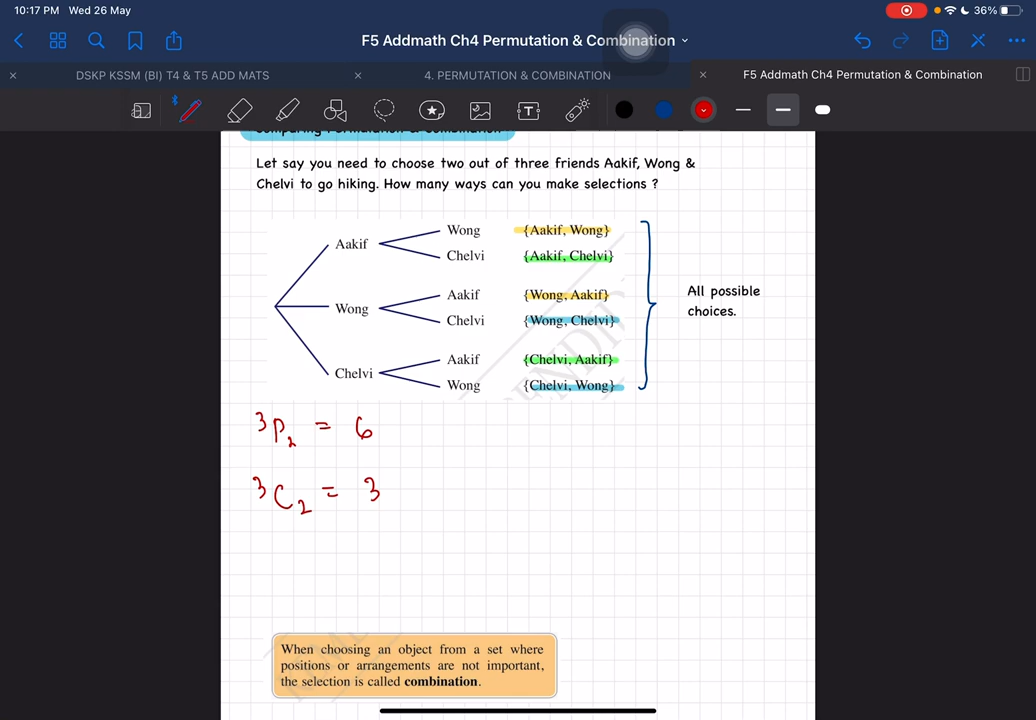 10:17 PM Wed 26 May
36%
F5 Addmath Ch4 Permutation & Combination
DSKP KSSM (BI) T4 & T5 ADD MATS
4. PERMUTATION & COMBINATION
F5 Addmath Ch4 Permutation & Combination
Comparing Permutation & Combination
Let say you need to choose two out of three friends Aakif, Wong &
Chelvi to go hiking. How many ways can you make selections ?
Aakif
Wong
{Aakif, Wong}
Chelvi
{Aakif, Chelvi}
Wong
Aakif
{Wong, Aakif}
Chelvi
{Wong, Chelvi}
Chelvi
Aakif
{Chelvi, Aakif}
Wong
{Chelvi, Wong}
All possible
choices.
³P₂ = 6
³C₂ = 3
When choosing an object from a set where
positions or arrangements are not important,
the selection is called combination.